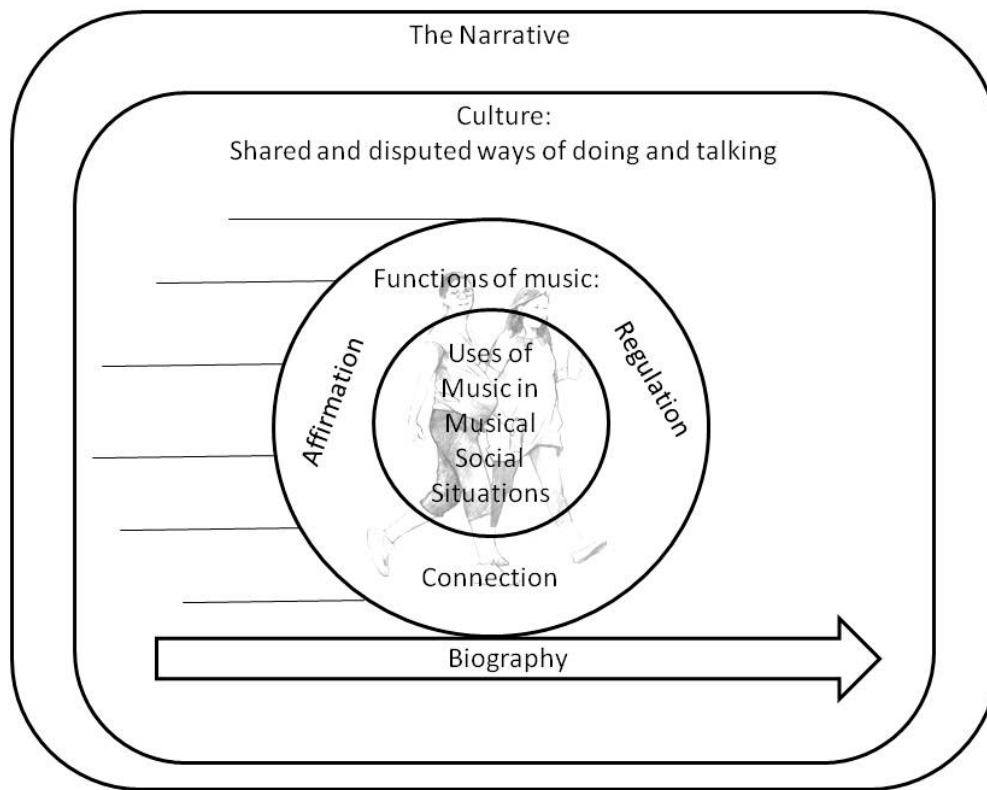 The Narrative
Culture:
Shared and disputed ways of doing and talking
Functions of music:
Affirmation
Regulation
Uses of
Music in
Musical
Social
Situations
Connection
Biography